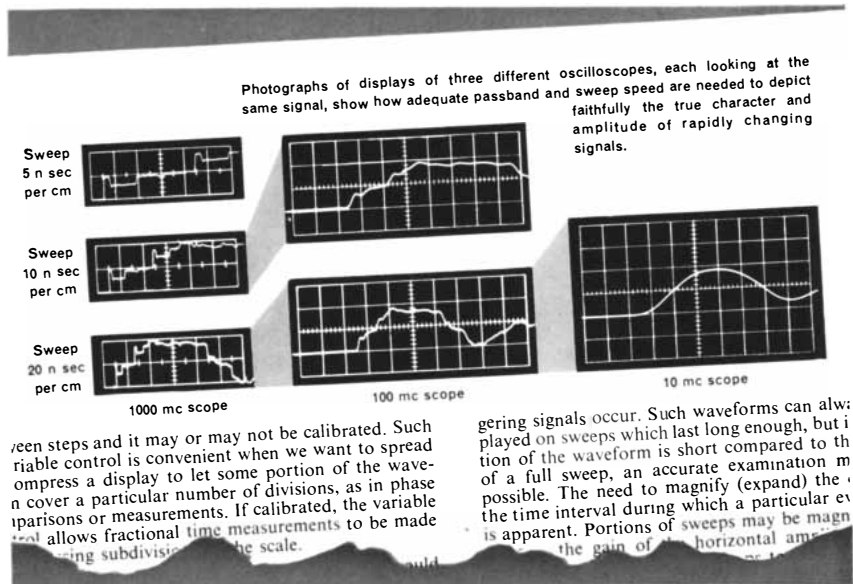 Photographs of displays of three different oscilloscopes, each looking at the
same signal, show how adequate passband and sweep speed are needed to depict
faithfully the true character and
amplitude of rapidly changing
signals.
Sweep
5 n sec
per cm
Sweep
10 n sec
per cm
Sweep
20 n sec
per cm
1000 mc scope
100 mc scope
10 mc scope
steps and it may or may not be calibrated. Such
control is convenient when we want to spread
a display to let some portion of the wave-
cover a particular number of divisions, as in phase
or measurements. If calibrated, the variable
allows fractional time measurements to be made
scale.
signals occur. Such waveforms can
played on sweeps which last long enough, but
tion of the waveform is short compared to
of a full sweep, an accurate examination
possible. The need to magnify (expand) the
the time interval during which a particular
is apparent. Portions of sweeps may be
the gain of horizontal